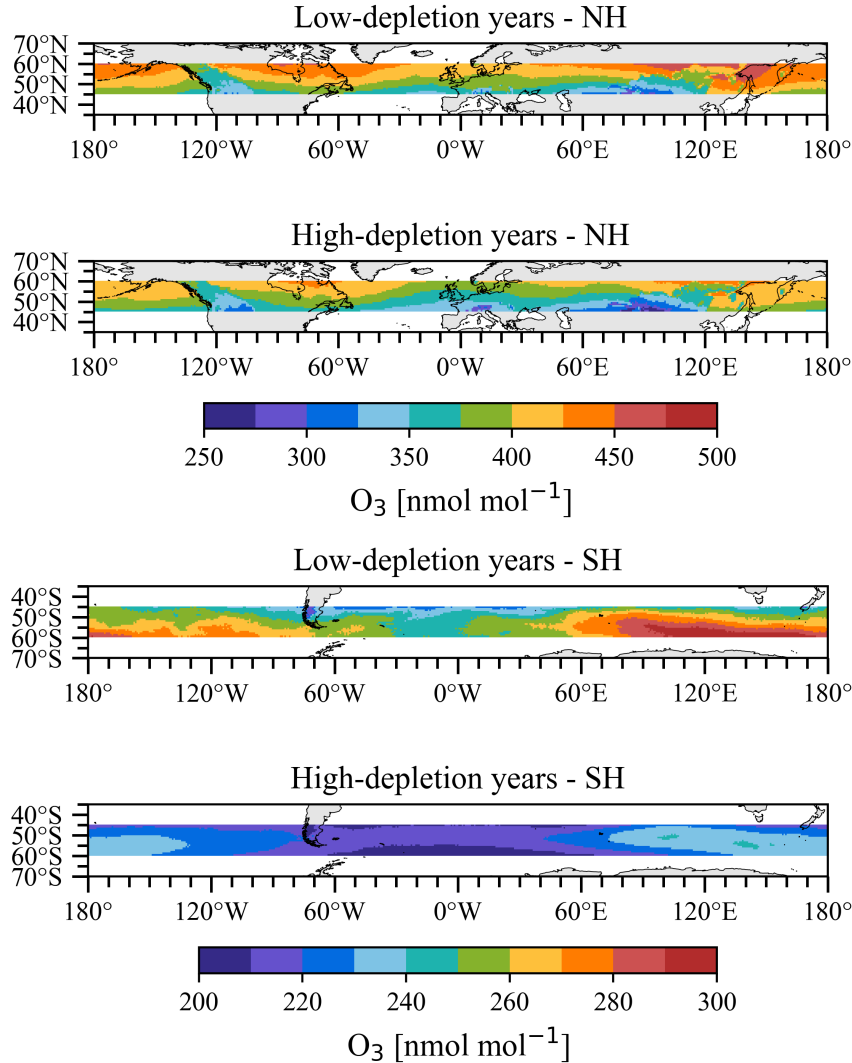 Low-depletion years - NH
70°N
60°N
50°N
40°N
180° 120°W 60°W 0°W 60°E 120°E 180°
High-depletion years - NH
70°N
60°N
50°N
40°N
180° 120°W 60°W 0°W 60°E 120°E 180°
250 300 350 400 450 500
O₃ [nmol mol⁻¹]
Low-depletion years - SH
40°S
50°S
60°S
70°S
180° 120°W 60°W 0°W 60°E 120°E 180°
High-depletion years - SH
40°S
50°S
60°S
70°S
180° 120°W 60°W 0°W 60°E 120°E 180°
200 220 240 260 280 300
O₃ [nmol mol⁻¹]